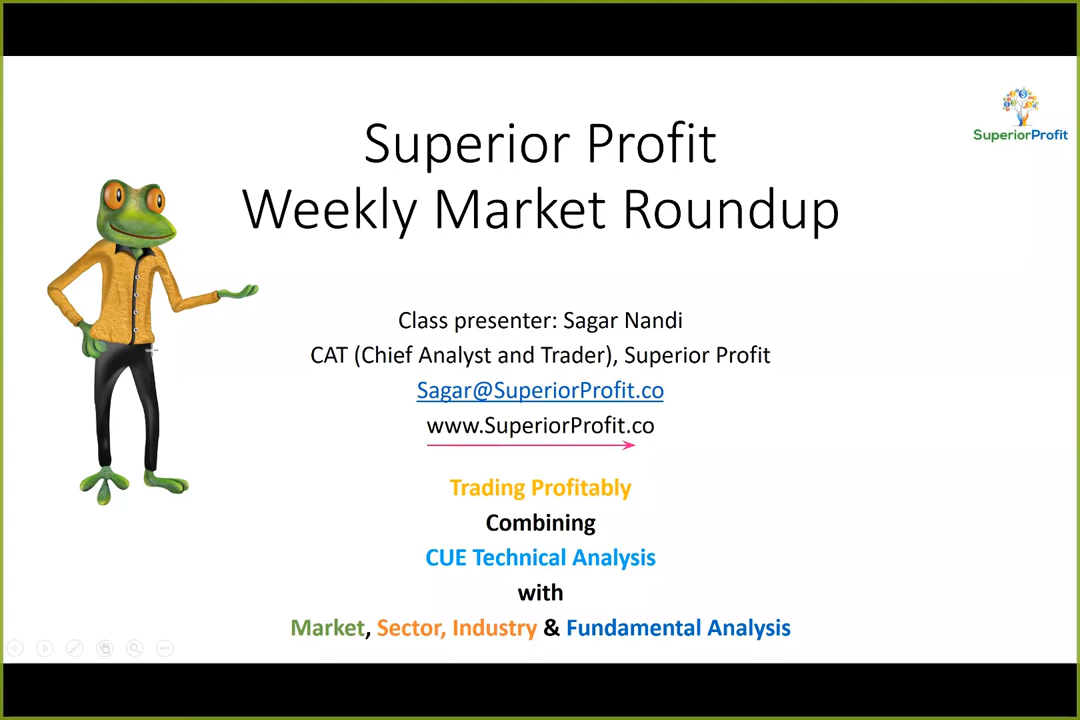 SuperiorProfit
Superior Profit
Weekly Market Roundup
Class presenter: Sagar Nandi
CAT (Chief Analyst and Trader), Superior Profit
Sagar@SuperiorProfit.co
www.SuperiorProfit.co
Trading Profitably
Combining
CUE Technical Analysis
with
Market, Sector, Industry & Fundamental Analysis